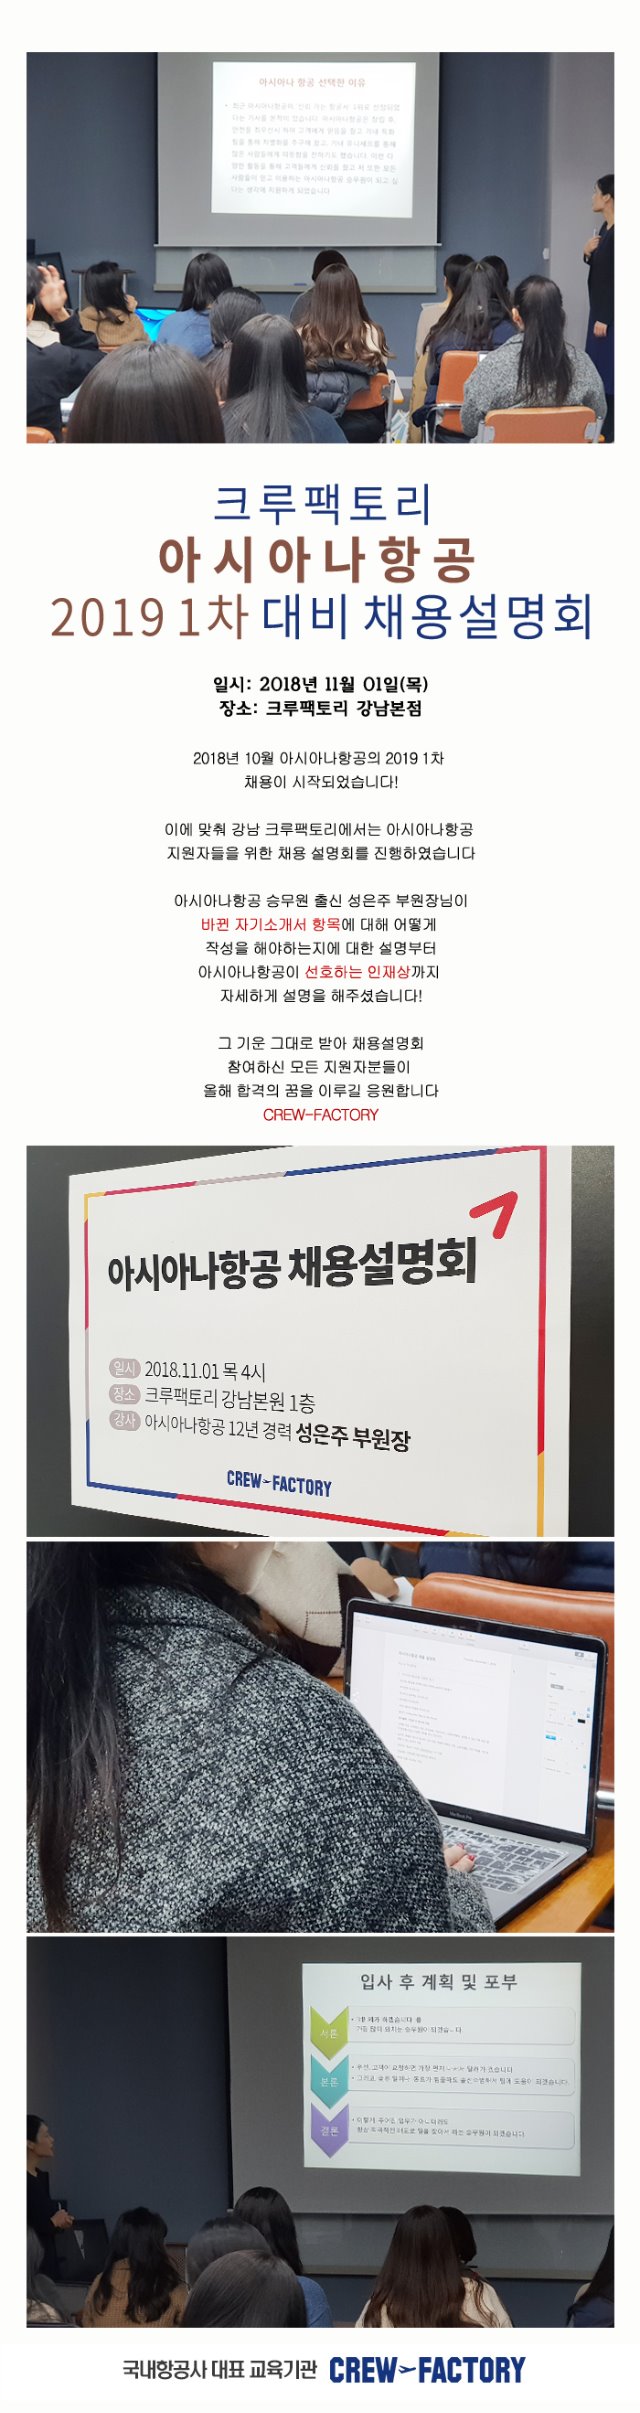 아시아나 항공 선택한 이유
크루팩토리
아시아나항공
2019 1차 대비 채용설명회
일시: 2018년 11월 01일(목)
장소: 크루팩토리 강남본점
2018년 10월 아시아나항공의 2019 1차
채용이 시작되었습니다!
이에 맞춰 강남 크루팩토리에서는 아시아나항공
지원자들을 위한 채용 설명회를 진행하였습니다
아시아나항공 승무원 출신 성은주 부원장님이
바뀐 자기소개서 항목에 대해 어떻게
작성을 해야하는지에 대한 설명부터
아시아나항공이 선호하는 인재상까지
자세하게 설명을 해주셨습니다!
그 기운 그대로 받아 채용설명회
참여하신 모든 지원자분들이
올해 합격의 꿈을 이루길 응원합니다
CREW-FACTORY
아시아나항공 채용설명회
일시 2018.11.01 목 4시
장소 크루팩토리 강남본원 1층
강사 아시아나항공 12년 경력 성은주 부원장
CREW-FACTORY
MacBook Pro
입사 후 계획 및 포부
서론
본론
결론
국내항공사 대표 교육기관 CREW-FACTORY